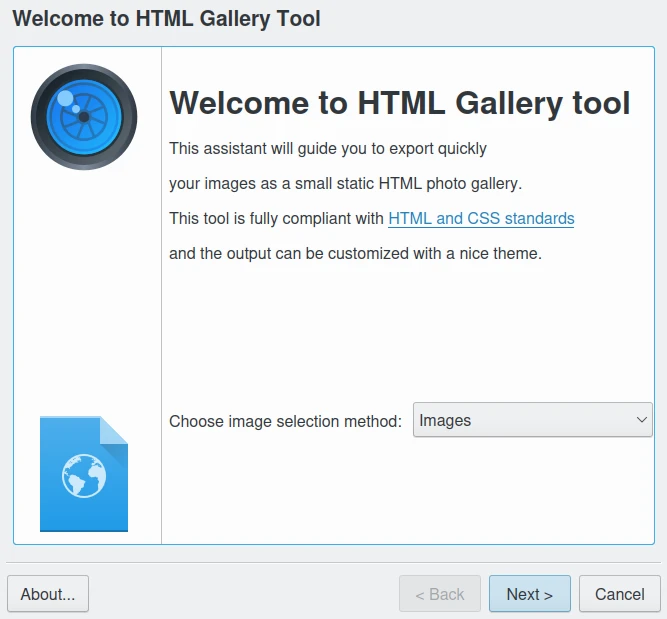 Welcome to HTML Gallery Tool
Welcome to HTML Gallery tool
This assistant will guide you to export quickly
your images as a small static HTML photo gallery.
This tool is fully compliant with HTML and CSS standards
and the output can be customized with a nice theme.
Choose image selection method: Images
About... < Back Next > Cancel